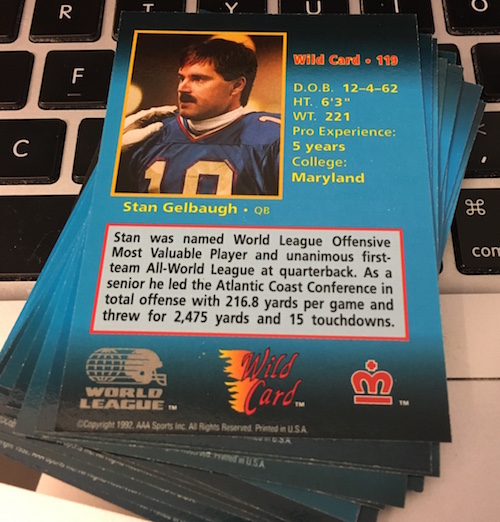 R
T
Y
U
I
O
F
C
⌘
com
Wild Card • 119
D.O.B. 12-4-62
HT. 6'3"
WT. 221
Pro Experience:
5 years
College:
Maryland
Stan Gelbaugh • QB
Stan was named World League Offensive
Most Valuable Player and unanimous first-
team All-World League at quarterback. As a
senior he led the Atlantic Coast Conference in
total offense with 216.8 yards per game and
threw for 2,475 yards and 15 touchdowns.
WORLD
LEAGUE ™
Wild
Card ™
™
©Copyright 1992, AAA Sports Inc. All Rights Reserved. Printed in U.S.A.